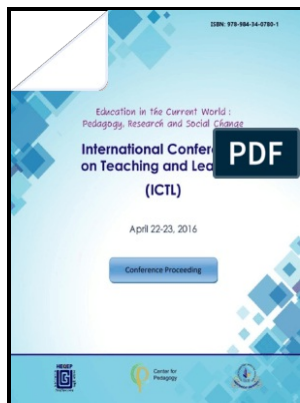 ISBN: 978-984-34-0780-1
Education in the Current World :
Pedagogy, Research and Social Change
International Confere
on Teaching and Lea
PDF
(ICTL)
April 22-23, 2016
Conference Proceeding
HEQEP
Center for
Pedagogy